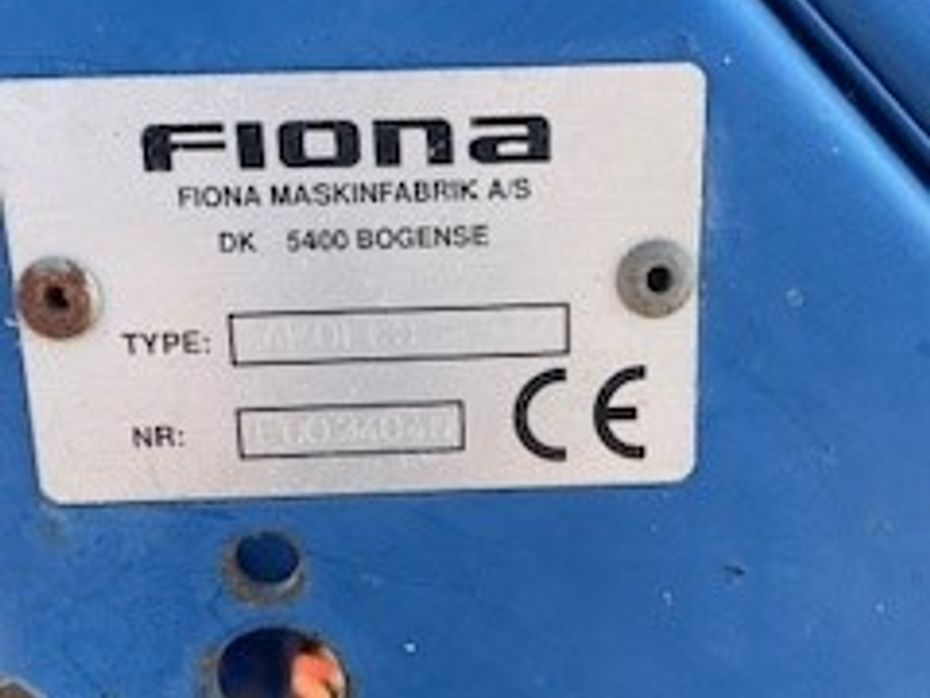 FIONA
FIONA MASKINFABRIK A/S
DK 5400 BOGENSE
TYPE:
NR:
CE